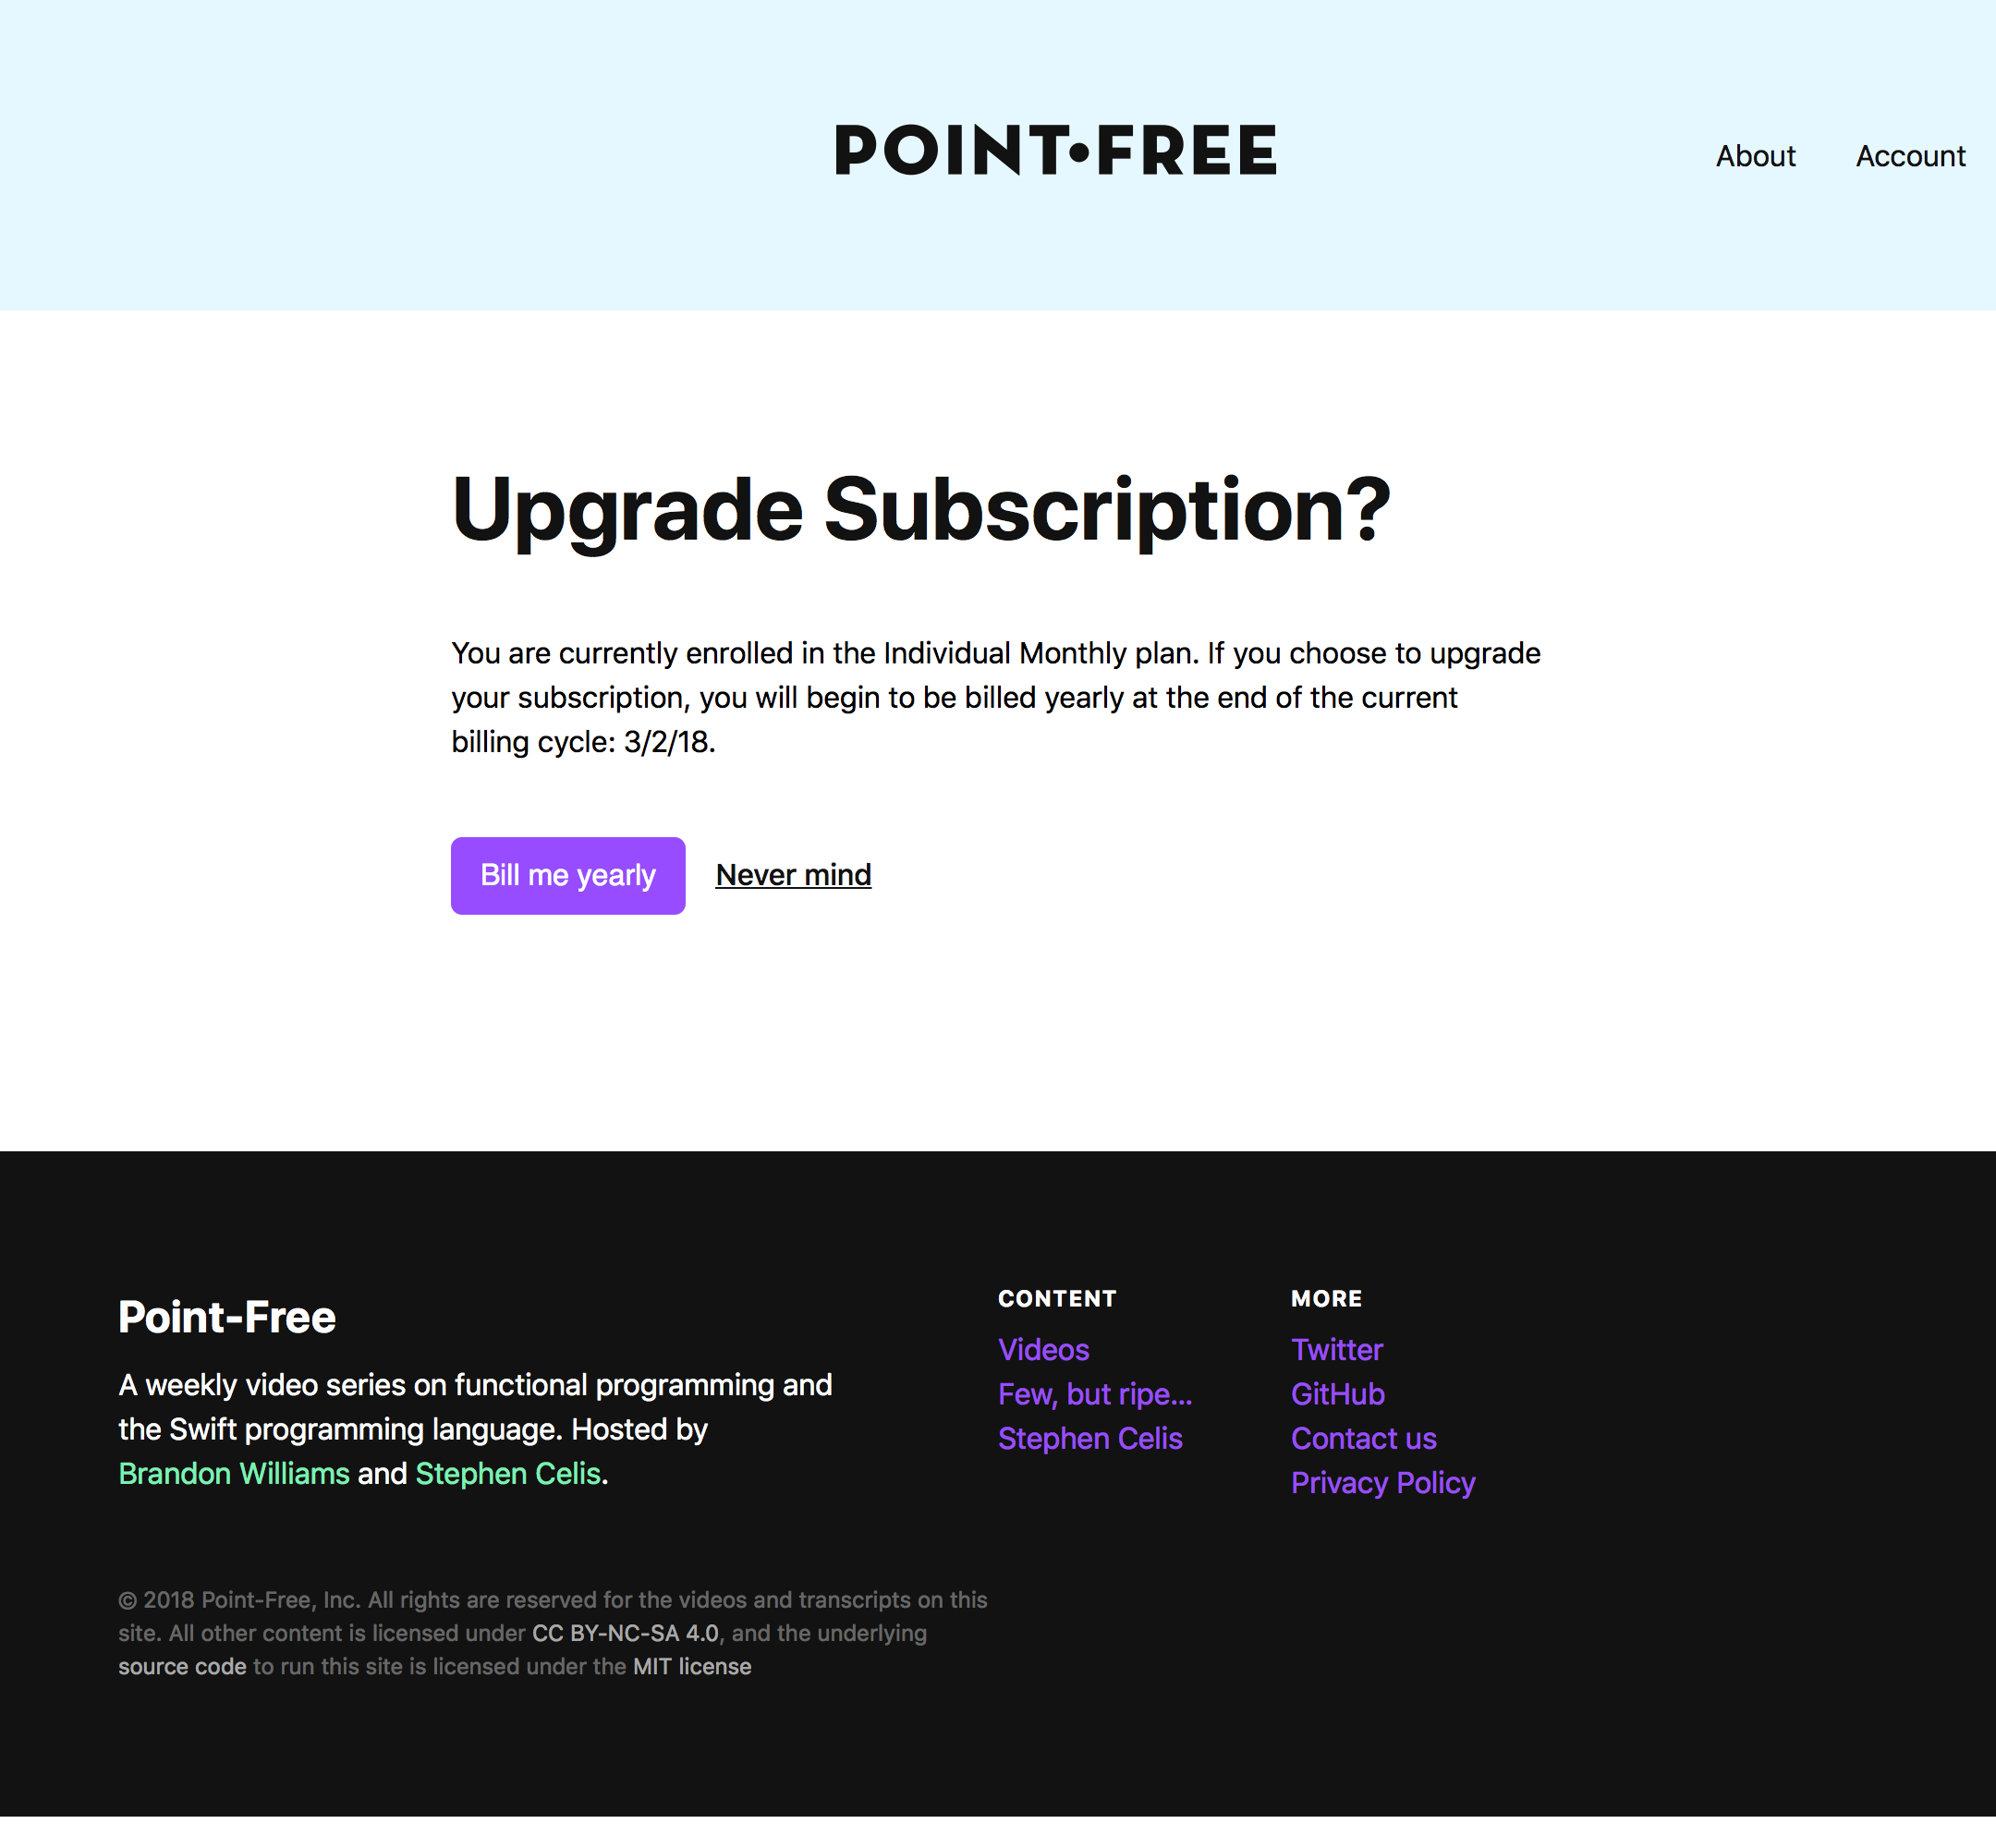 POINT•FREE
About Account
Upgrade Subscription?
You are currently enrolled in the Individual Monthly plan. If you choose to upgrade
your subscription, you will begin to be billed yearly at the end of the current
billing cycle: 3/2/18.
Bill me yearly Never mind
Point-Free
A weekly video series on functional programming and
the Swift programming language. Hosted by
Brandon Williams and Stephen Celis.
CONTENT
Videos
Few, but ripe...
Stephen Celis
MORE
Twitter
GitHub
Contact us
Privacy Policy
© 2018 Point-Free, Inc. All rights are reserved for the videos and transcripts on this
site. All other content is licensed under CC BY-NC-SA 4.0, and the underlying
source code to run this site is licensed under the MIT license